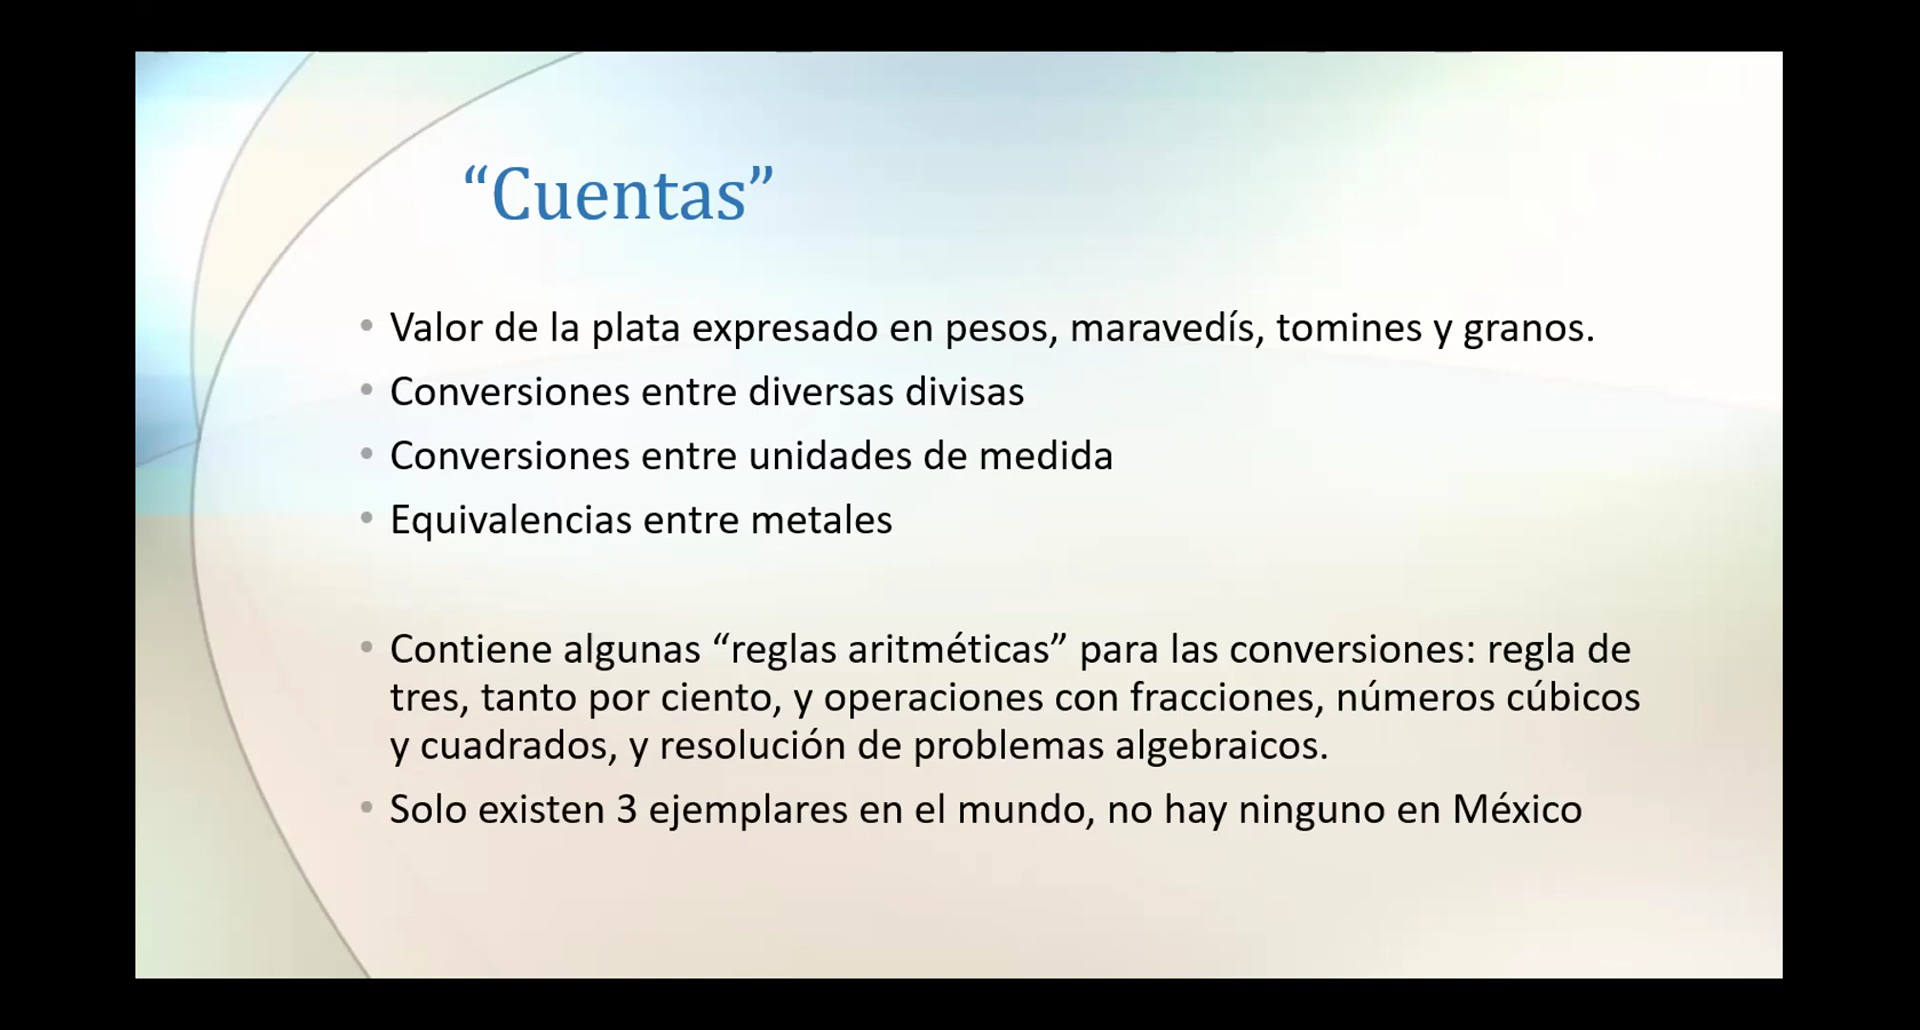 “Cuentas”
• Valor de la plata expresado en pesos, maravedís, tomines y granos.
• Conversiones entre diversas divisas
• Conversiones entre unidades de medida
• Equivalencias entre metales
• Contiene algunas “reglas aritméticas” para las conversiones: regla de
tres, tanto por ciento, y operaciones con fracciones, números cúbicos
y cuadrados, y resolución de problemas algebraicos.
• Solo existen 3 ejemplares en el mundo, no hay ninguno en México